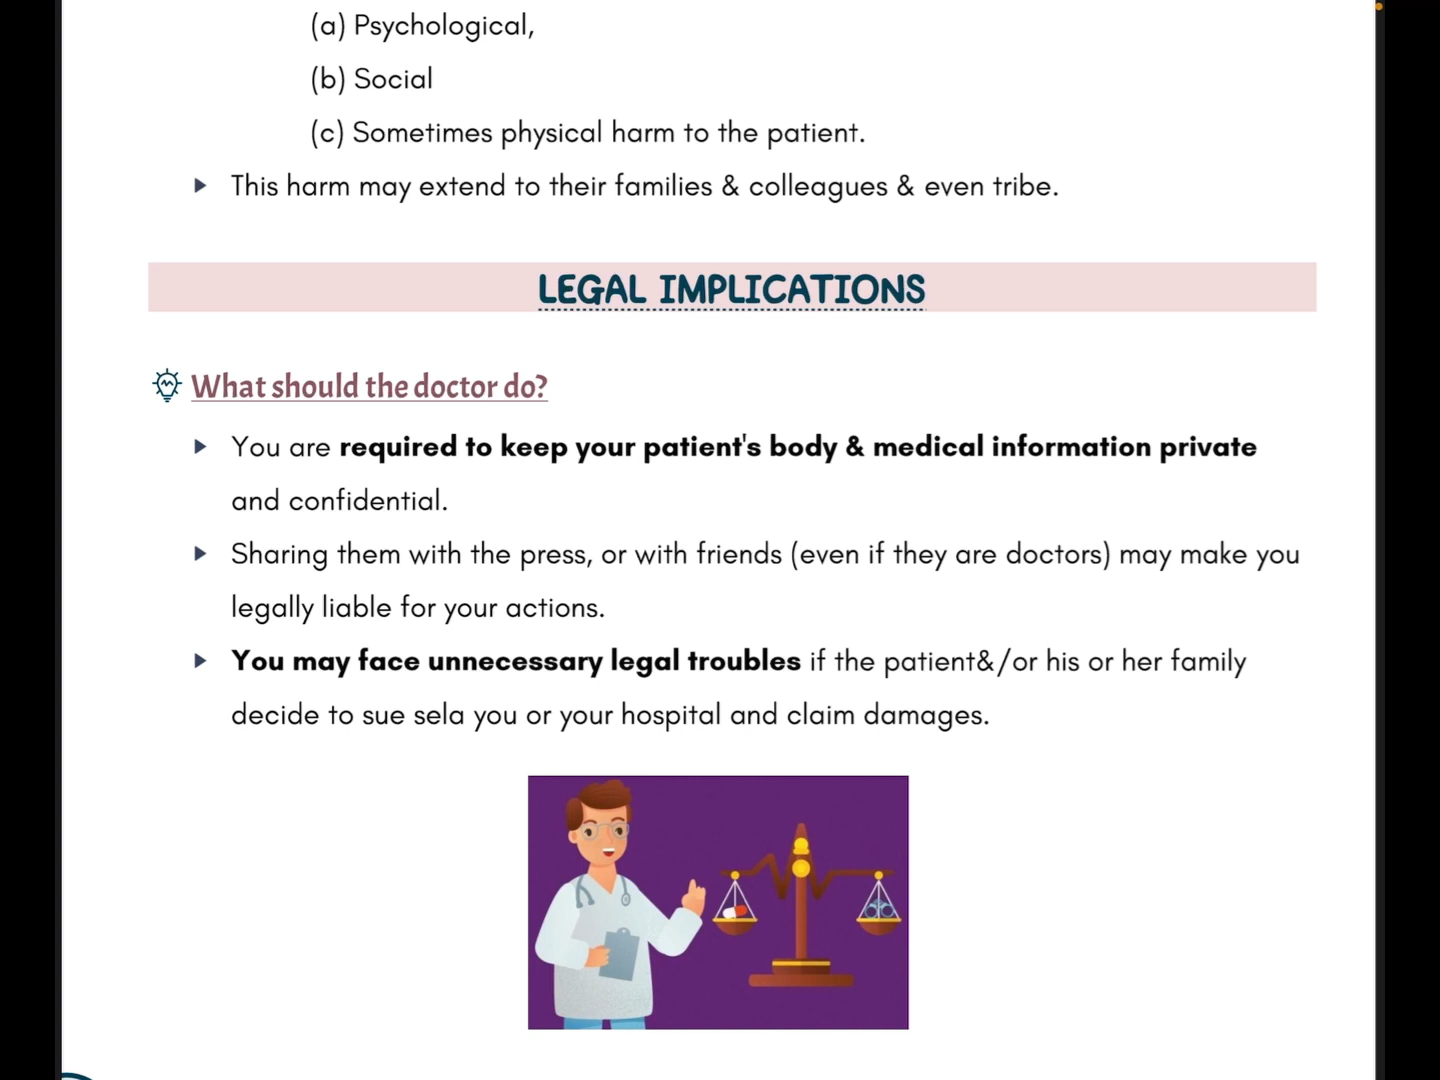 (a) Psychological,
(b) Social
(c) Sometimes physical harm to the patient.
This harm may extend to their families & colleagues & even tribe.
LEGAL IMPLICATIONS
What should the doctor do?
You are required to keep your patient's body & medical information private
and confidential.
Sharing them with the press, or with friends (even if they are doctors) may make you
legally liable for your actions.
You may face unnecessary legal troubles if the patient&/or his or her family
decide to sue sela you or your hospital and claim damages.